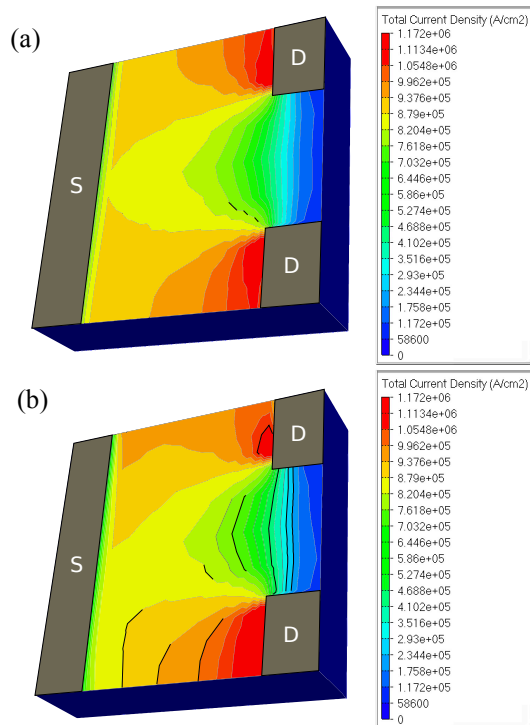 (a)
D
S
D
Total Current Density (A/cm2)
1.172e+06
1.1134e+06
1.0548e+06
9.962e+05
9.376e+05
8.79e+05
8.204e+05
7.618e+05
7.032e+05
6.446e+05
5.86e+05
5.274e+05
4.688e+05
4.102e+05
3.516e+05
2.93e+05
2.344e+05
1.172e+05
58600
0
(b)
D
S
D
Total Current Density (A/cm2)
1.172e+06
1.1134e+06
1.0548e+06
9.962e+05
9.376e+05
8.79e+05
8.204e+05
7.618e+05
7.032e+05
6.446e+05
5.86e+05
5.274e+05
4.688e+05
4.102e+05
3.516e+05
2.93e+05
2.344e+05
1.172e+05
58600
0